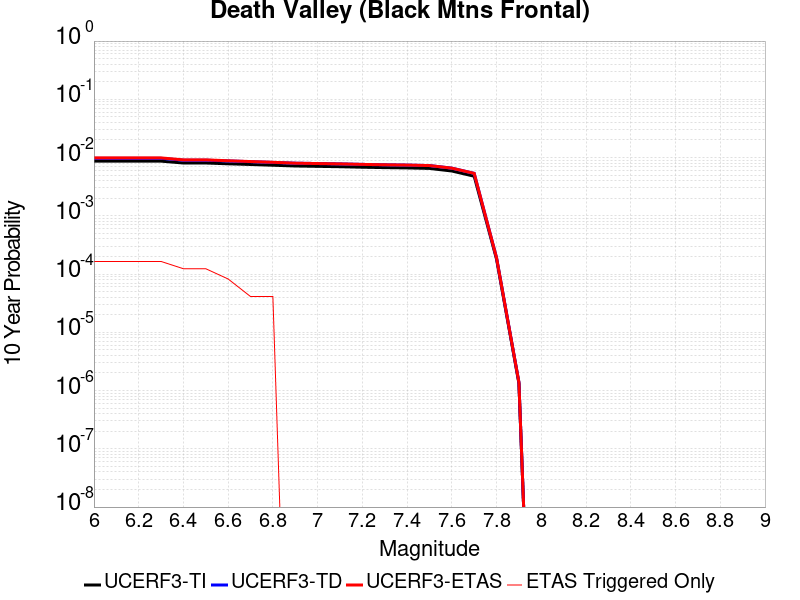 Death Valley (Black Mtns Frontal)
10 0
10 -1
10 -2
10 -3
10 -4
10 -5
10 -6
10 -7
10 -8
10 Year Probability
6 6.2 6.4 6.6 6.8 7 7.2 7.4 7.6 7.8 8 8.2 8.4 8.6 8.8 9
Magnitude
UCERF3-TI UCERF3-TD UCERF3-ETAS ETAS Triggered Only